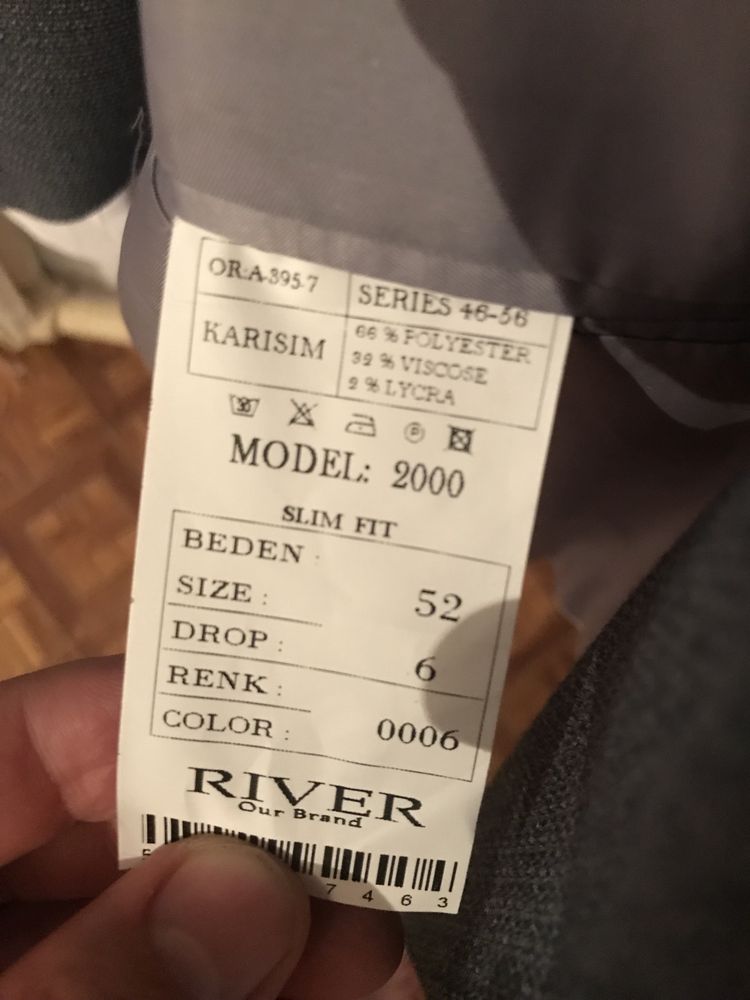 OR:A-395-7
SERIES 46-56
KARISIM
66 % POLYESTER
32 % VISCOSE
2 % LYCRA
30
P
MODEL: 2000
SLIM FIT
BEDEN :
SIZE : 52
DROP : 6
RENK :
COLOR : 0006
RIVER
Our Brand
7 4 6 3